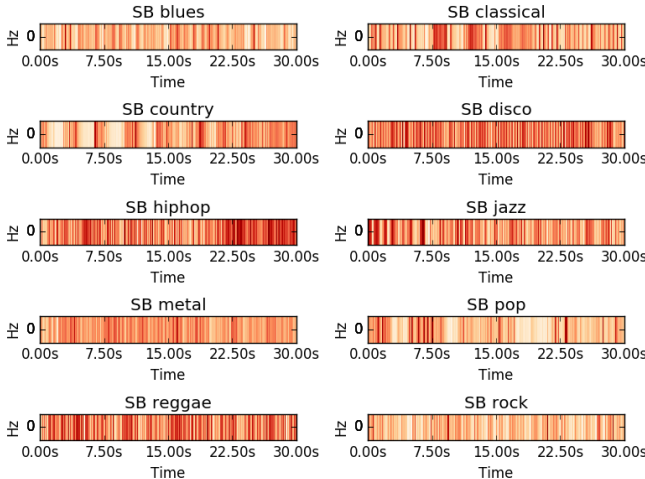 SB blues
Hz 0
0.00s 7.50s 15.00s 22.50s 30.00s
Time
SB classical
Hz 0
0.00s 7.50s 15.00s 22.50s 30.00s
Time
SB country
Hz 0
0.00s 7.50s 15.00s 22.50s 30.00s
Time
SB disco
Hz 0
0.00s 7.50s 15.00s 22.50s 30.00s
Time
SB hiphop
Hz 0
0.00s 7.50s 15.00s 22.50s 30.00s
Time
SB jazz
Hz 0
0.00s 7.50s 15.00s 22.50s 30.00s
Time
SB metal
Hz 0
0.00s 7.50s 15.00s 22.50s 30.00s
Time
SB pop
Hz 0
0.00s 7.50s 15.00s 22.50s 30.00s
Time
SB reggae
Hz 0
0.00s 7.50s 15.00s 22.50s 30.00s
Time
SB rock
Hz 0
0.00s 7.50s 15.00s 22.50s 30.00s
Time